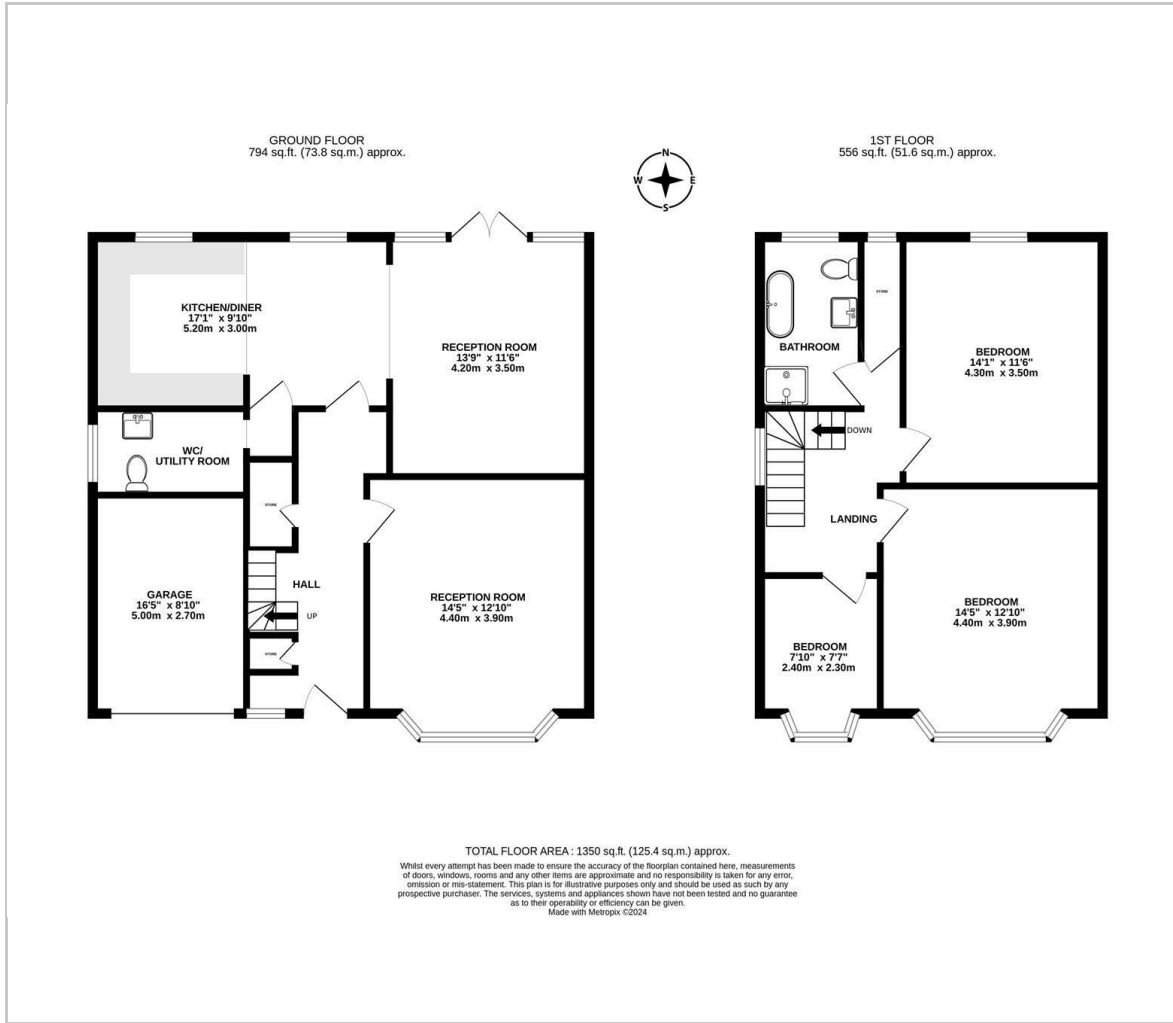 GROUND FLOOR
794 sq.ft. (73.8 sq.m.) approx.
N
W
E
S
1ST FLOOR
556 sq.ft. (51.6 sq.m.) approx.
KITCHEN/DINER
17'1" x 9'10"
5.20m x 3.00m
RECEPTION ROOM
13'9" x 11'6"
4.20m x 3.50m
WC/
UTILITY ROOM
STORE
GARAGE
16'5" x 8'10"
5.00m x 2.70m
HALL
UP
STORE
RECEPTION ROOM
14'5" x 12'10"
4.40m x 3.90m
STORE
BATHROOM
BEDROOM
14'1" x 11'6"
4.30m x 3.50m
DOWN
LANDING
BEDROOM
14'5" x 12'10"
4.40m x 3.90m
BEDROOM
7'10" x 7'7"
2.40m x 2.30m
TOTAL FLOOR AREA : 1350 sq.ft. (125.4 sq.m.) approx.
Whilst every attempt has been made to ensure the accuracy of the floorplan contained here, measurements
of doors, windows, rooms and any other items are approximate and no responsibility is taken for any error,
omission or mis-statement. This plan is for illustrative purposes only and should be used as such by any
prospective purchaser. The services, systems and appliances shown have not been tested and no guarantee
as to their operability or efficiency can be given.
Made with Metropix ©2024